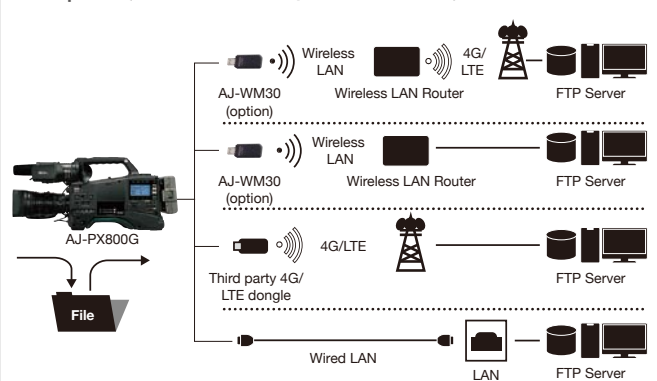 Wireless
LAN
4G/
LTE
AJ-WM30
(option)
Wireless LAN Router
FTP Server
Wireless
LAN
AJ-WM30
(option)
Wireless LAN Router
FTP Server
AJ-PX800G
4G/LTE
Third party 4G/
LTE dongle
FTP Server
File
Wired LAN
LAN
FTP Server